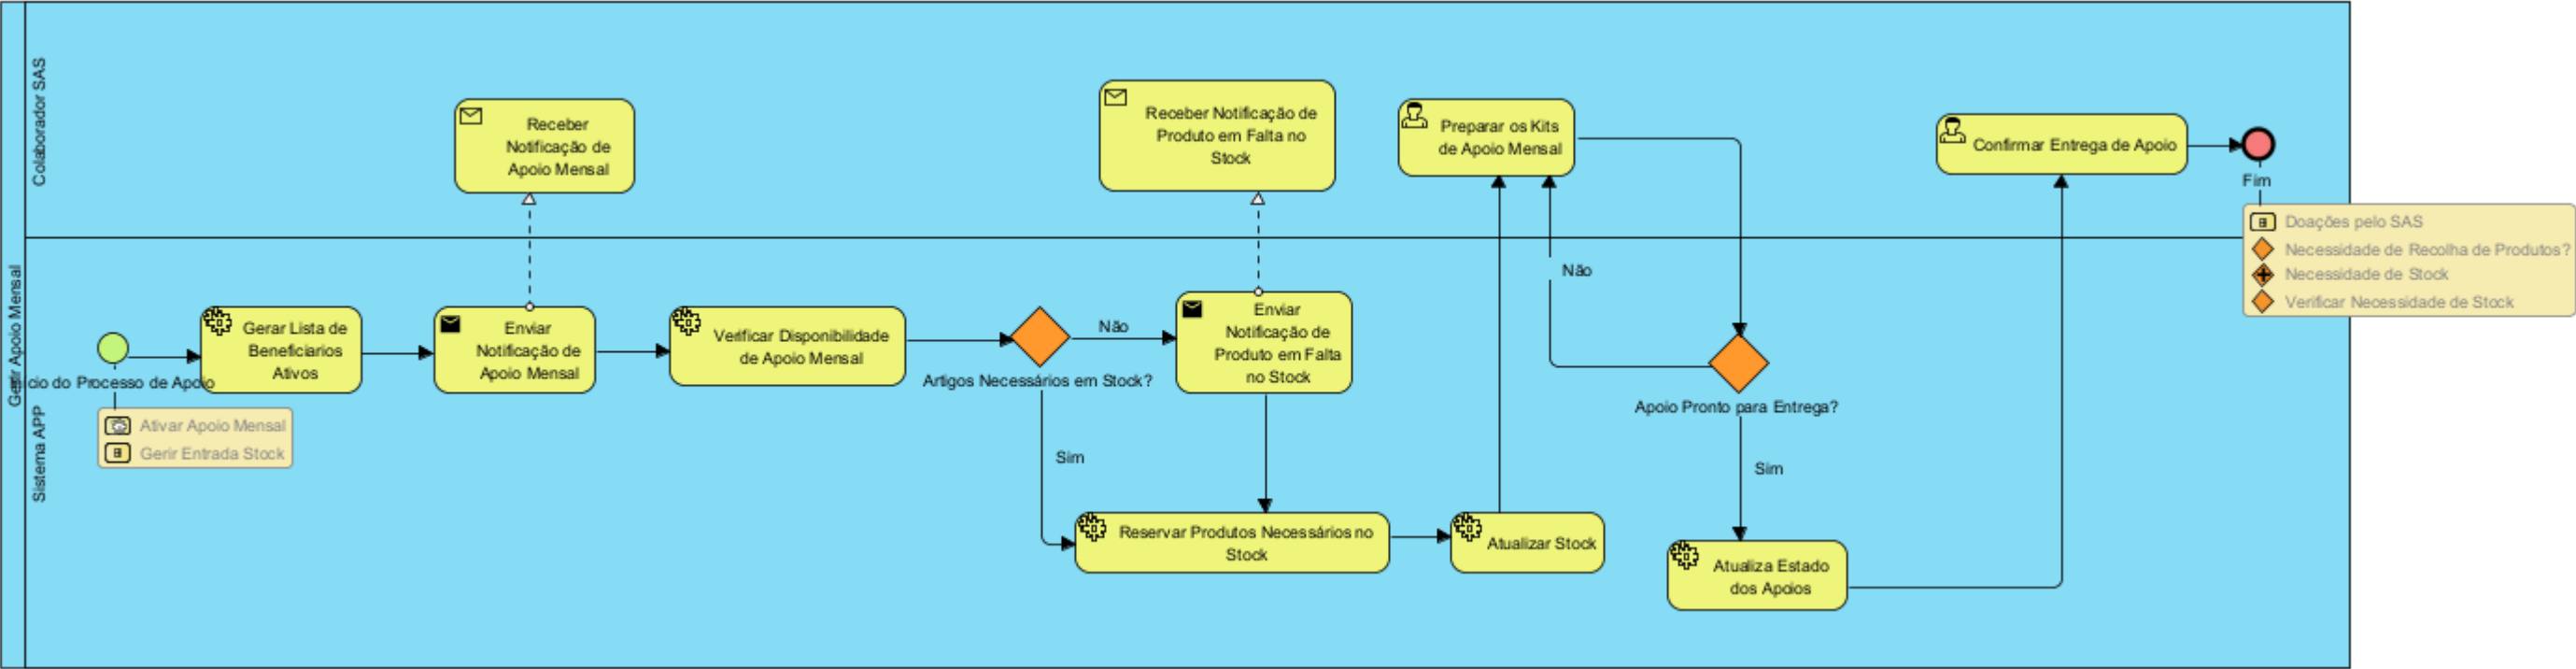 Gerir Apoio Mensal
Colaborador SAS
Sistema APP
Receber
Notificação de
Apoio Mensal
Receber Notificação de
Produto em Falta no
Stock
Preparar os Kits
de Apoio Mensal
Confirmar Entrega de Apoio
Fim
Doações pelo SAS
Necessidade de Recolha de Produtos?
Necessidade de Stock
Verificar Necessidade de Stock
cio do Processo de Apoio
Ativar Apoio Mensal
Gerir Entrada Stock
Gerar Lista de
Beneficiarios
Ativos
Enviar
Notificação de
Apoio Mensal
Verificar Disponibilidade
de Apoio Mensal
Artigos Necessários em Stock?
Não
Sim
Enviar
Notificação de
Produto em Falta
no Stock
Reservar Produtos Necessários no
Stock
Atualizar Stock
Não
Apoio Pronto para Entrega?
Sim
Atualiza Estado
dos Apoios